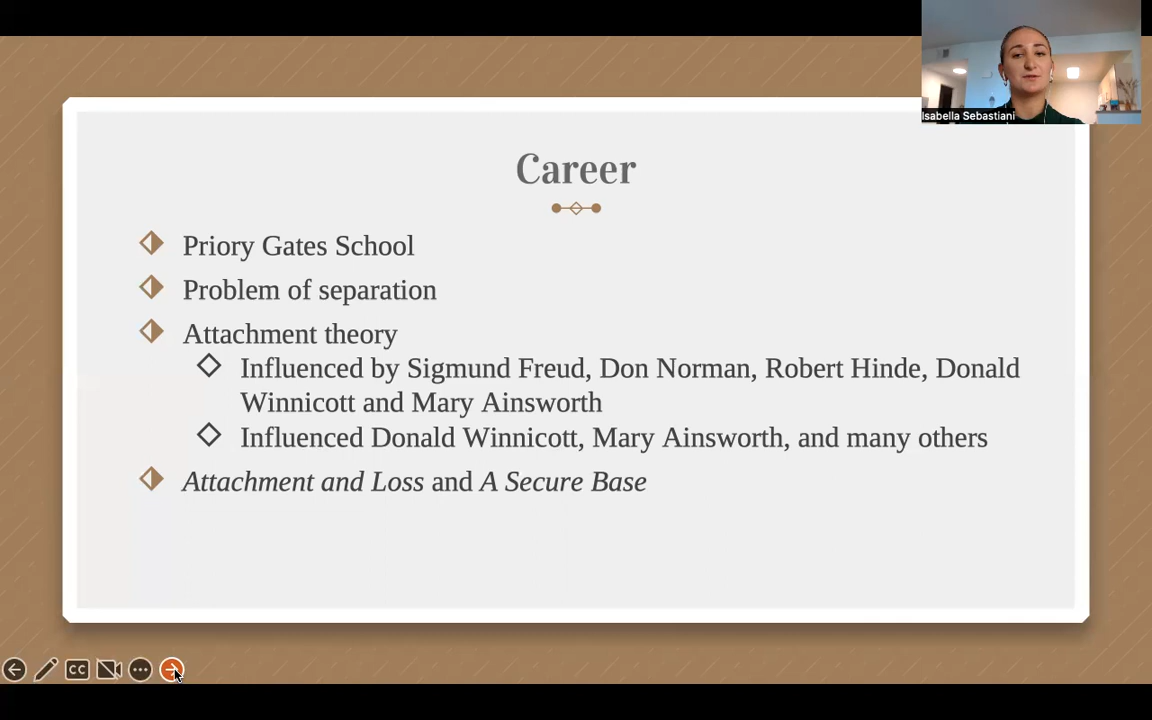 Isabella Sebastiani
Career
Priory Gates School
Problem of separation
Attachment theory
Influenced by Sigmund Freud, Don Norman, Robert Hinde, Donald
Winnicott and Mary Ainsworth
Influenced Donald Winnicott, Mary Ainsworth, and many others
Attachment and Loss and A Secure Base
CC